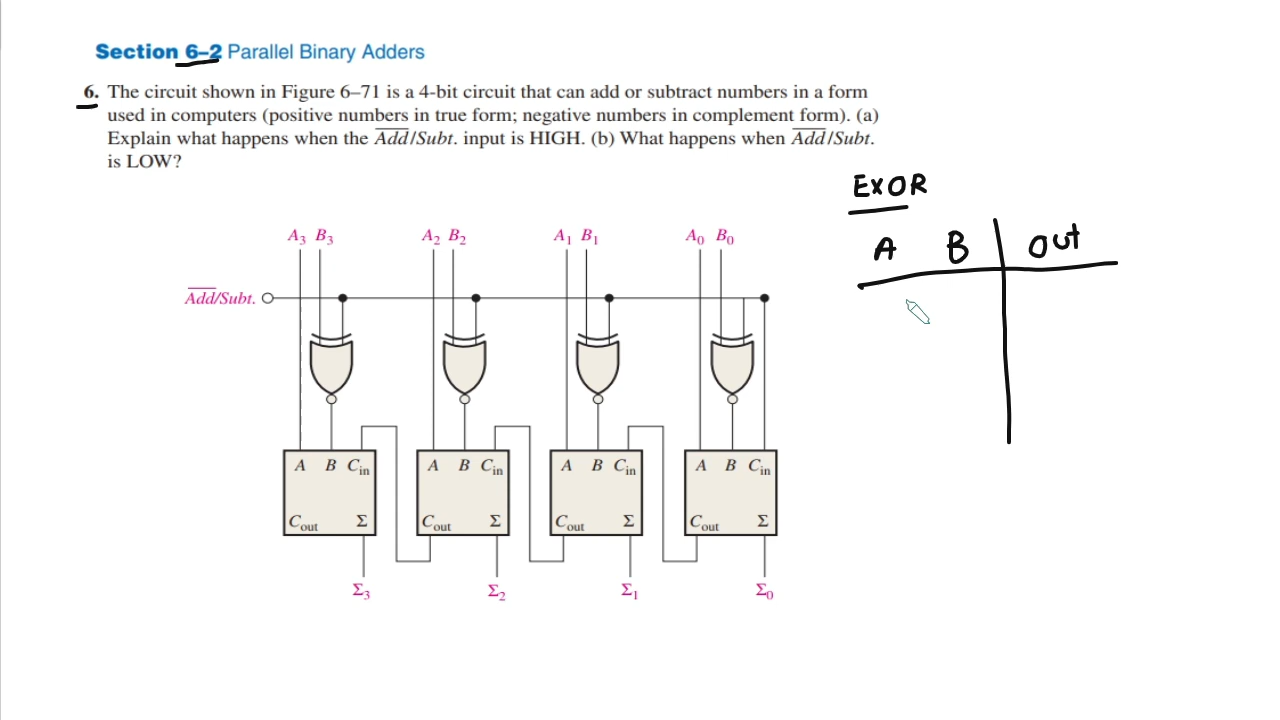 Section 6–2 Parallel Binary Adders
6. The circuit shown in Figure 6–71 is a 4-bit circuit that can add or subtract numbers in a form
used in computers (positive numbers in true form; negative numbers in complement form). (a)
Explain what happens when the A̅d̅d̅/Subt. input is HIGH. (b) What happens when A̅d̅d̅/Subt.
is LOW?
EXOR
A B out
A₃ B₃ A₂ B₂ A₁ B₁ A₀ B₀
A̅d̅d̅/Subt.
A B Cin A B Cin A B Cin A B Cin
Cout Σ Cout Σ Cout Σ Cout Σ
Σ₃ Σ₂ Σ₁ Σ₀